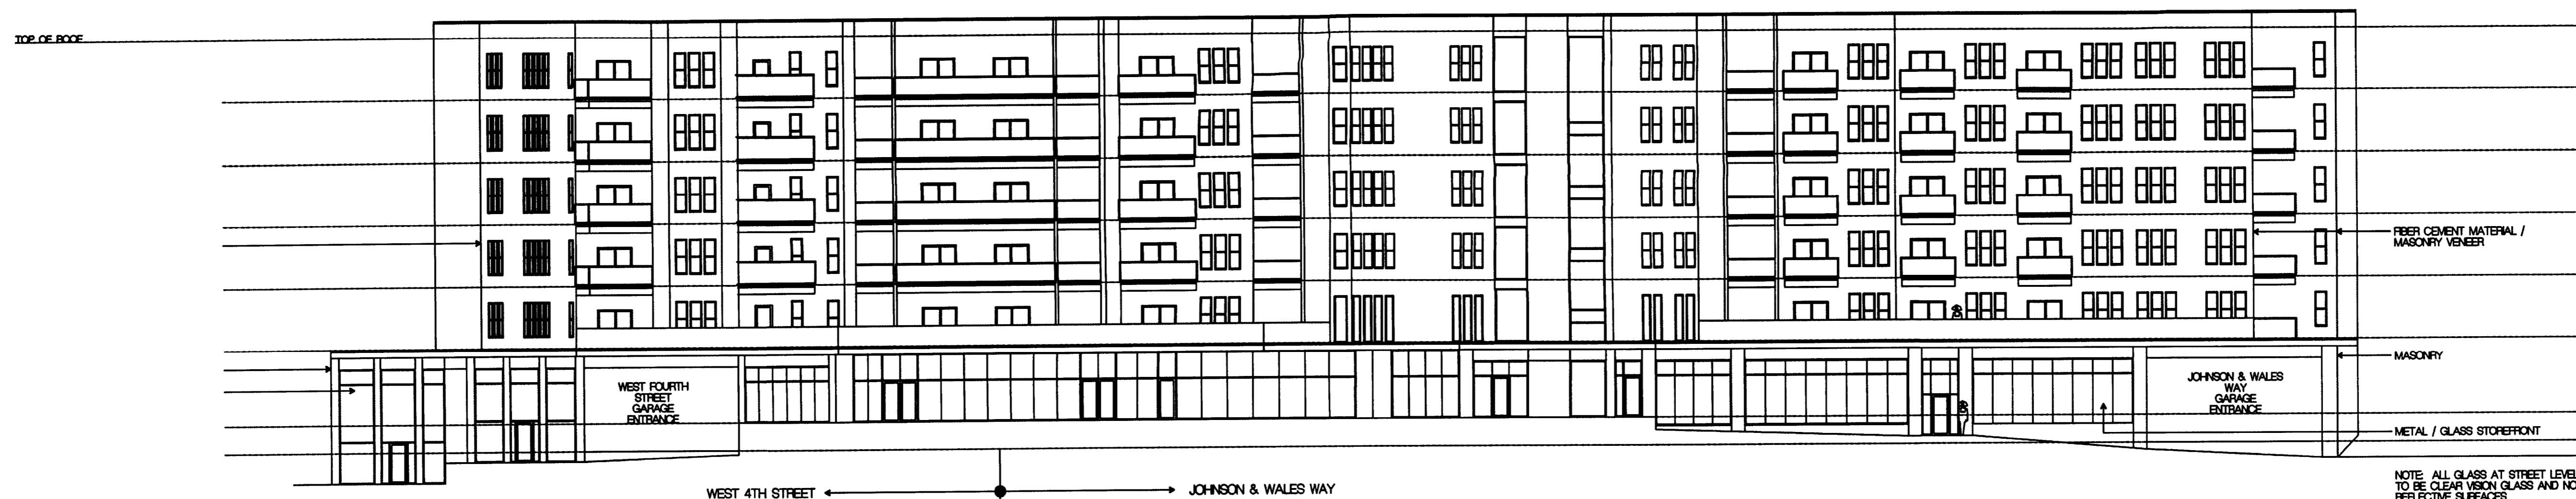 TOP OF ROOF
FIBER CEMENT MATERIAL /
MASONRY VENEER
MASONRY
WEST FOURTH
STREET
GARAGE
ENTRANCE
JOHNSON & WALES
WAY
GARAGE
ENTRANCE
METAL / GLASS STOREFRONT
WEST 4TH STREET
JOHNSON & WALES WAY
NOTE: ALL GLASS AT STREET LEVEL
TO BE CLEAR VISION GLASS AND NO
REFLECTIVE SURFACES